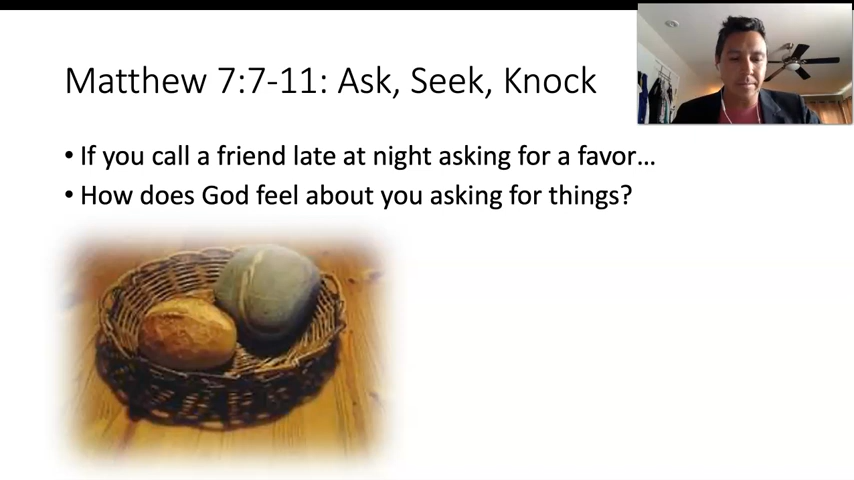 Matthew 7:7-11: Ask, Seek, Knock
• If you call a friend late at night asking for a favor…
• How does God feel about you asking for things?